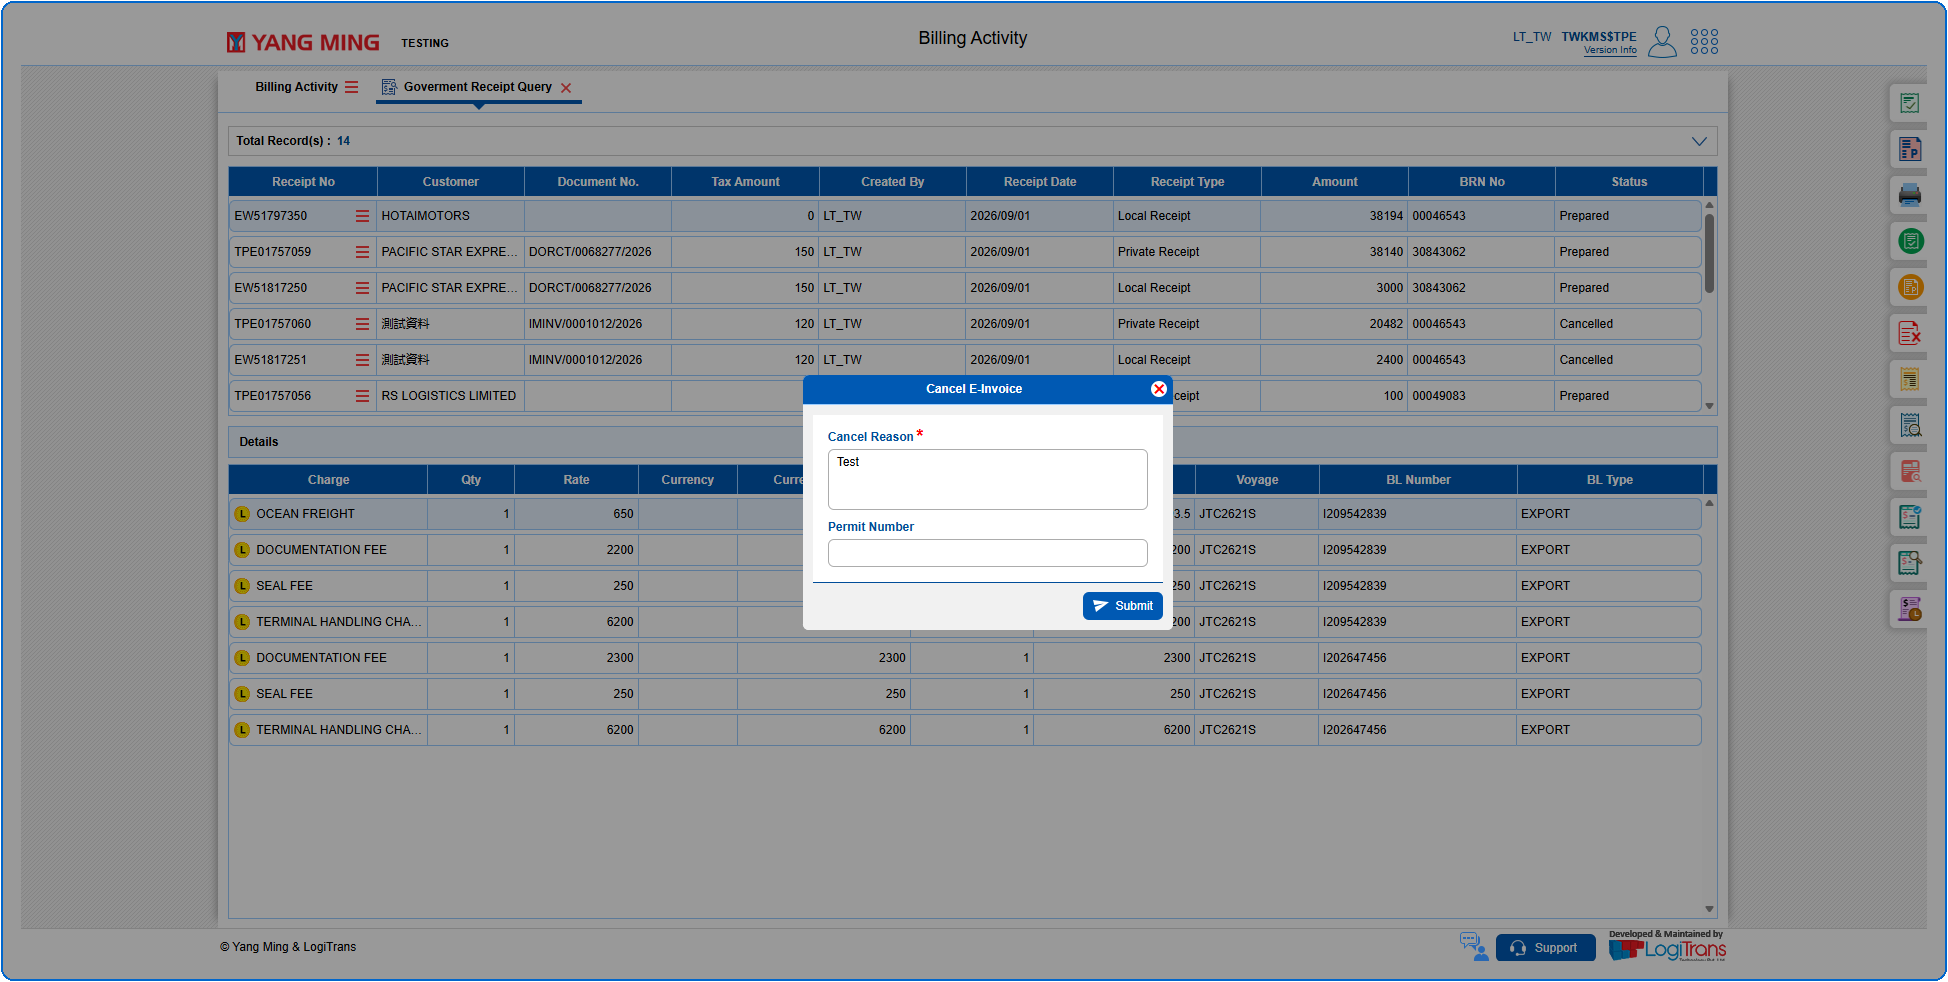 YANG MING TESTING
Billing Activity
LT_TW TWKMS$TPE
Version Info
Billing Activity Goverment Receipt Query
Total Record(s) : 14
Receipt No Customer Document No. Tax Amount Created By Receipt Date Receipt Type Amount BRN No Status
EW51797350 HOTAIMOTORS 0 LT_TW 2026/09/01 Local Receipt 38194 00046543 Prepared
TPE01757059 PACIFIC STAR EXPRE... DORCT/0068277/2026 150 LT_TW 2026/09/01 Private Receipt 38140 30843062 Prepared
EW51817250 PACIFIC STAR EXPRE... DORCT/0068277/2026 150 LT_TW 2026/09/01 Local Receipt 3000 30843062 Prepared
TPE01757060 測試資料 IMINV/0001012/2026 120 LT_TW 2026/09/01 Private Receipt 20482 00046543 Cancelled
EW51817251 測試資料 IMINV/0001012/2026 120 LT_TW 2026/09/01 Local Receipt 2400 00046543 Cancelled
TPE01757056 RS LOGISTICS LIMITED ceipt 100 00049083 Prepared
Cancel E-Invoice
Cancel Reason *
Test
Permit Number
Submit
Details
Charge Qty Rate Currency Curre Voyage BL Number BL Type
L OCEAN FREIGHT 1 650 3.5 JTC2621S I209542839 EXPORT
L DOCUMENTATION FEE 1 2200 200 JTC2621S I209542839 EXPORT
L SEAL FEE 1 250 250 JTC2621S I209542839 EXPORT
L TERMINAL HANDLING CHA... 1 6200 200 JTC2621S I209542839 EXPORT
L DOCUMENTATION FEE 1 2300 2300 1 2300 JTC2621S I202647456 EXPORT
L SEAL FEE 1 250 250 1 250 JTC2621S I202647456 EXPORT
L TERMINAL HANDLING CHA... 1 6200 6200 1 6200 JTC2621S I202647456 EXPORT
© Yang Ming & LogiTrans
Support
Developed & Maintained by
LogiTrans